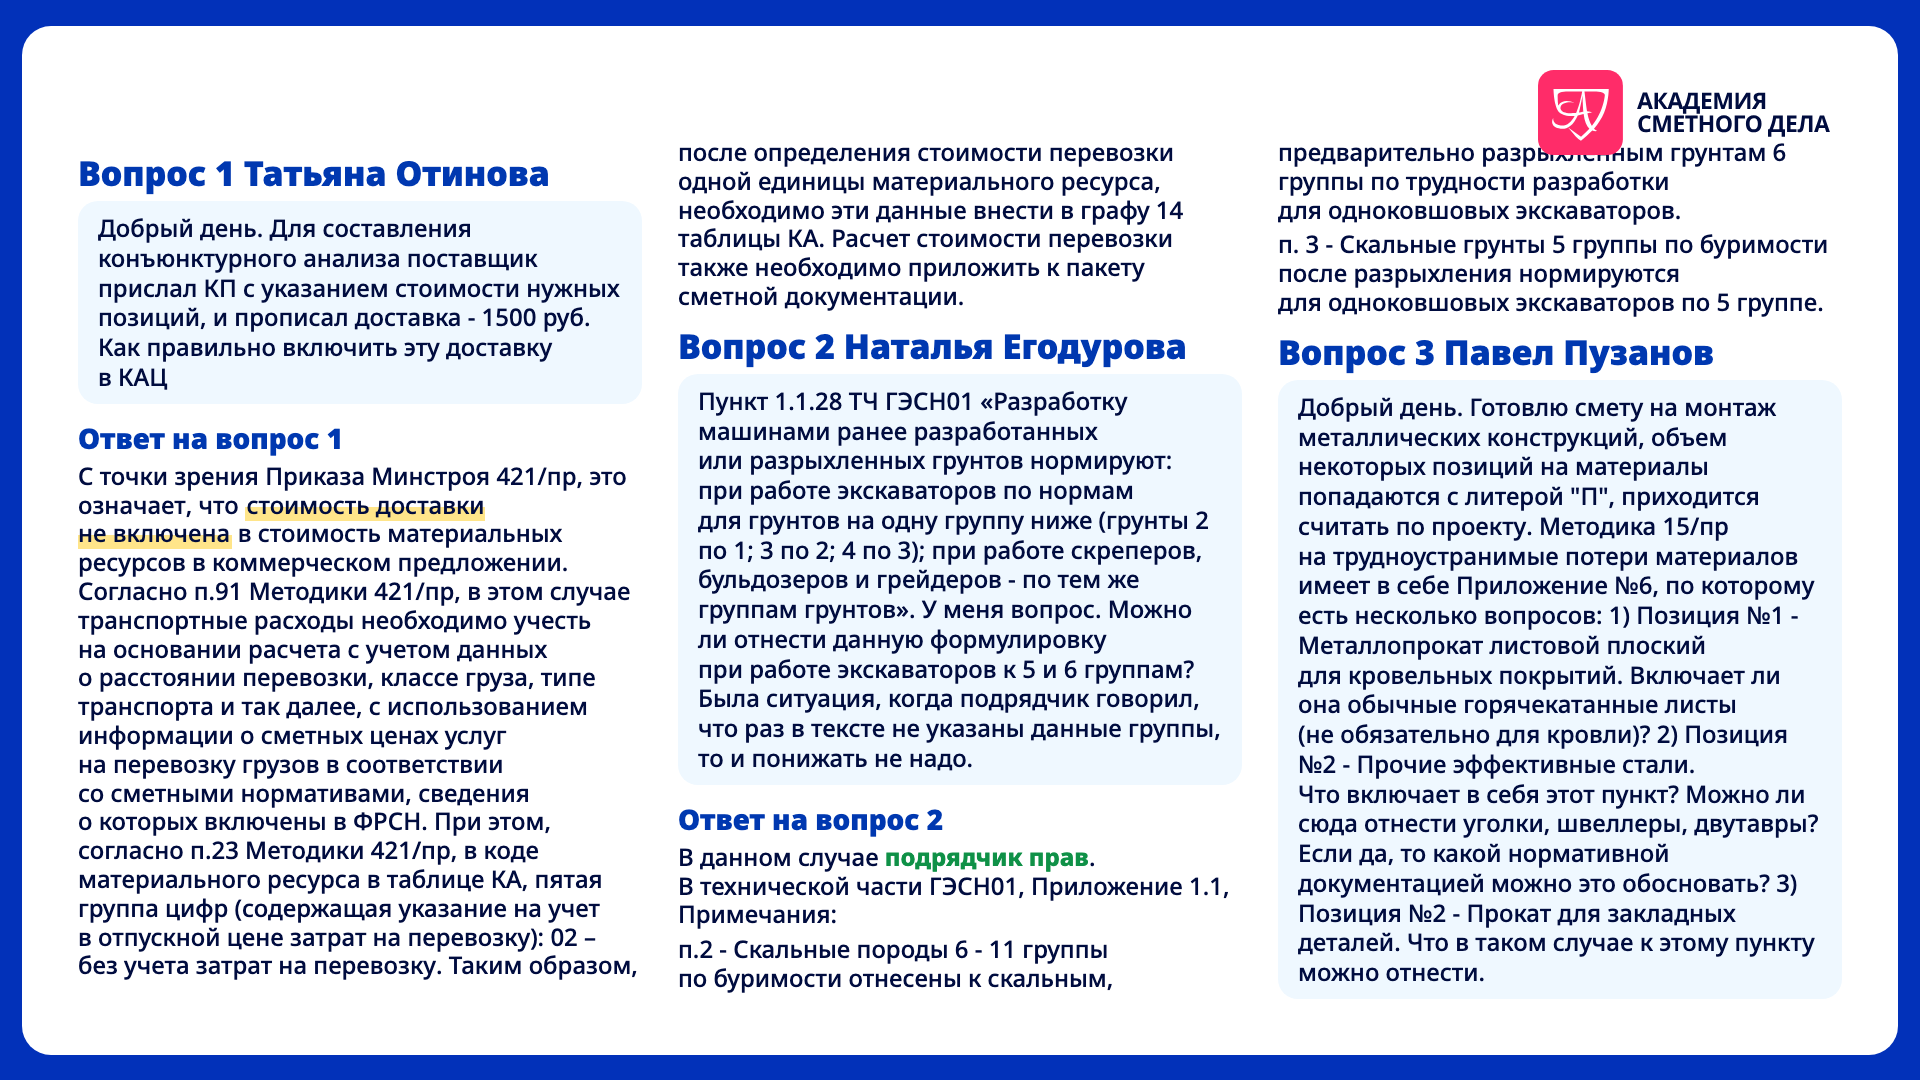 Вопрос 1 Татьяна Отинова
Добрый день. Для составления
конъюнктурного анализа поставщик
прислал КП с указанием стоимости нужных
позиций, и прописал доставка - 1500 руб.
Как правильно включить эту доставку
в КАЦ
Ответ на вопрос 1
С точки зрения Приказа Минстроя 421/пр, это
означает, что стоимость доставки
не включена в стоимость материальных
ресурсов в коммерческом предложении.
Согласно п.91 Методики 421/пр, в этом случае
транспортные расходы необходимо учесть
на основании расчета с учетом данных
о расстоянии перевозки, классе груза, типе
транспорта и так далее, с использованием
информации о сметных ценах услуг
на перевозку грузов в соответствии
со сметными нормативами, сведения
о которых включены в ФРСН. При этом,
согласно п.23 Методики 421/пр, в коде
материального ресурса в таблице КА, пятая
группа цифр (содержащая указание на учет
в отпускной цене затрат на перевозку): 02 –
без учета затрат на перевозку. Таким образом,
после определения стоимости перевозки
одной единицы материального ресурса,
необходимо эти данные внести в графу 14
таблицы КА. Расчет стоимости перевозки
также необходимо приложить к пакету
сметной документации.
Вопрос 2 Наталья Егодурова
Пункт 1.1.28 ТЧ ГЭСН01 «Разработку
машинами ранее разработанных
или разрыхленных грунтов нормируют:
при работе экскаваторов по нормам
для грунтов на одну группу ниже (грунты 2
по 1; 3 по 2; 4 по 3); при работе скреперов,
бульдозеров и грейдеров - по тем же
группам грунтов». У меня вопрос. Можно
ли отнести данную формулировку
при работе экскаваторов к 5 и 6 группам?
Была ситуация, когда подрядчик говорил,
что раз в тексте не указаны данные группы,
то и понижать не надо.
Ответ на вопрос 2
В данном случае подрядчик прав.
В технической части ГЭСН01, Приложение 1.1,
Примечания:
п.2 - Скальные породы 6 - 11 группы
по буримости отнесены к скальным,
АКАДЕМИЯ
СМЕТНОГО ДЕЛА
предварительно разрыхленным грунтам 6
группы по трудности разработки
для одноковшовых экскаваторов.
п. 3 - Скальные грунты 5 группы по буримости
после разрыхления нормируются
для одноковшовых экскаваторов по 5 группе.
Вопрос 3 Павел Пузанов
Добрый день. Готовлю смету на монтаж
металлических конструкций, объем
некоторых позиций на материалы
попадаются с литерой "П", приходится
считать по проекту. Методика 15/пр
на трудноустранимые потери материалов
имеет в себе Приложение №6, по которому
есть несколько вопросов: 1) Позиция №1 -
Металлопрокат листовой плоский
для кровельных покрытий. Включает ли
она обычные горячекатанные листы
(не обязательно для кровли)? 2) Позиция
№2 - Прочие эффективные стали.
Что включает в себя этот пункт? Можно ли
сюда отнести уголки, швеллеры, двутавры?
Если да, то какой нормативной
документацией можно это обосновать? 3)
Позиция №2 - Прокат для закладных
деталей. Что в таком случае к этому пункту
можно отнести.